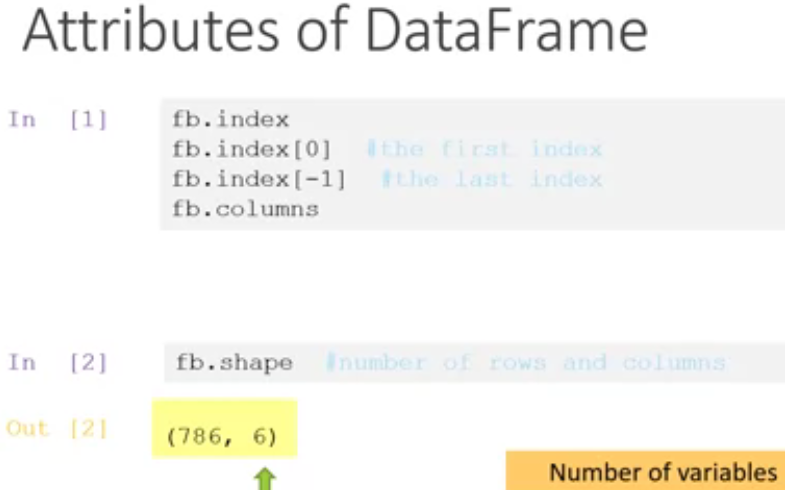 Attributes of DataFrame
In [1]
fb.index
fb.index[0] #the first index
fb.index[-1] #the last index
fb.columns
In [2]
fb.shape #number of rows and columns
Out [2]
(786, 6)
Number of variables